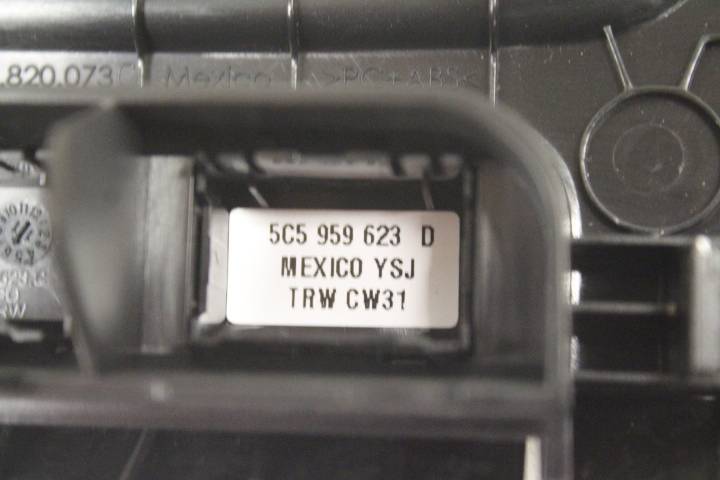 .820.073 Mexico >PC+ABS<
5C5 959 623 D
MEXICO YSJ
TRW CW31